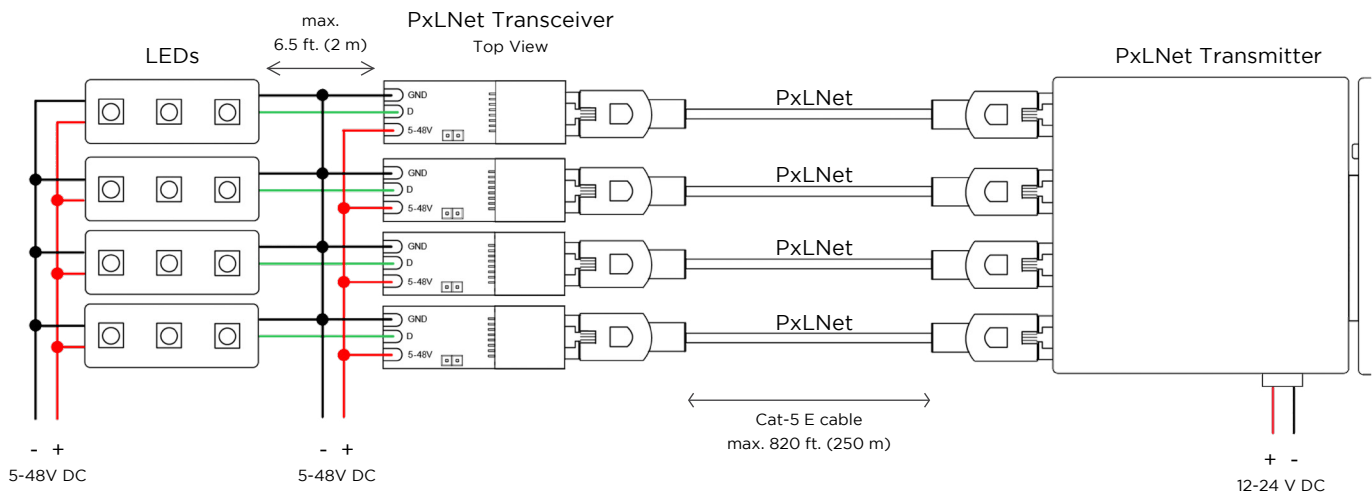 max.
6.5 ft. (2 m)
PxLNet Transceiver
Top View
LEDs
PxLNet Transmitter
GND
D
5-48V
PxLNet
GND
D
5-48V
PxLNet
GND
D
5-48V
PxLNet
GND
D
5-48V
PxLNet
Cat-5 E cable
max. 820 ft. (250 m)
- +
5-48V DC
- +
5-48V DC
+ -
12-24 V DC